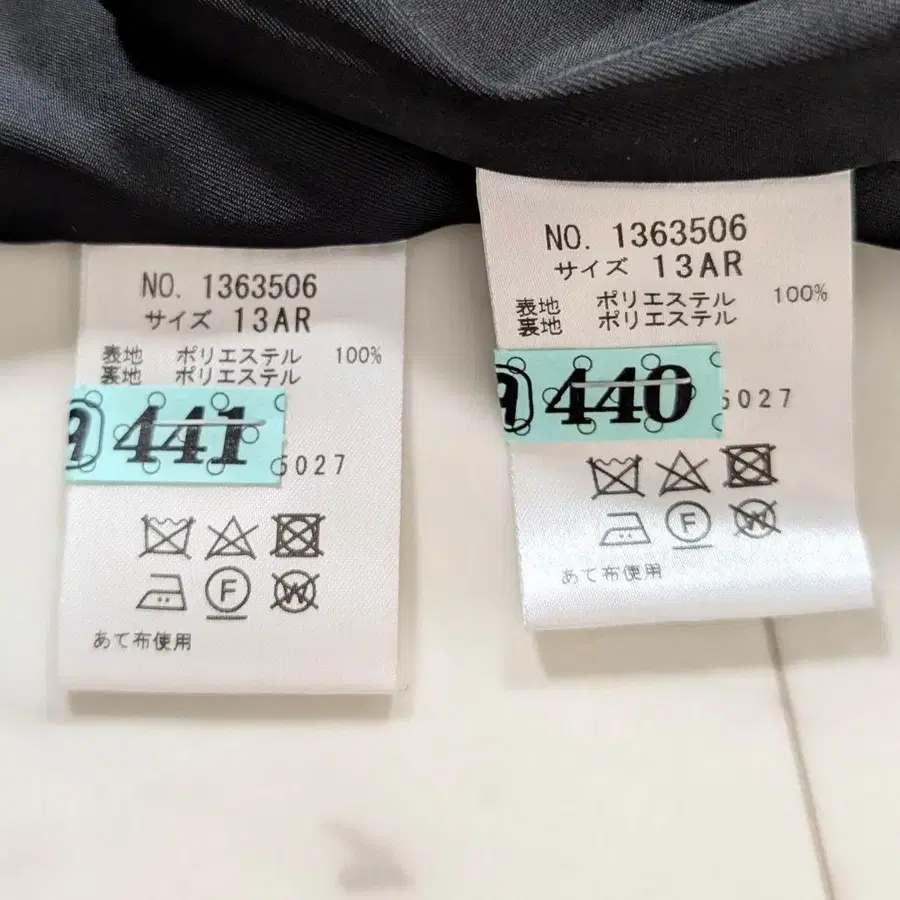 NO. 1363506
サイズ 13AR
表地 ポリエステル 100%
裏地 ポリエステル
441
5027
F
W
あて布使用
NO. 1363506
サイズ 13AR
表地 ポリエステル 100%
裏地 ポリエステル
440
5027
F
W
あて布使用